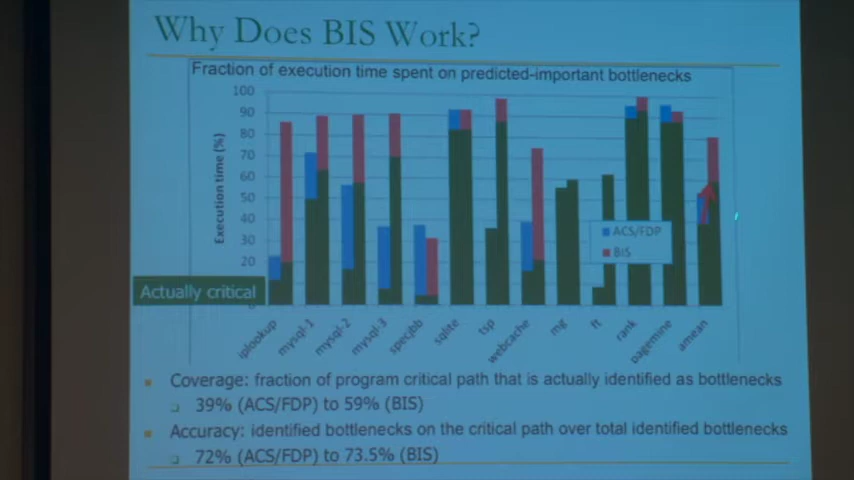 Why Does BIS Work?
Fraction of execution time spent on predicted-important bottlenecks
Execution time (%)
100
90
80
70
60
50
40
30
20
0
Actually critical
ACS/FDP
BIS
iplookup
mysql-1
mysql-2
mysql-3
specjbb
sqlite
tsp
webcache
mg
ft
rank
pagemine
amean
Coverage: fraction of program critical path that is actually identified as bottlenecks
39% (ACS/FDP) to 59% (BIS)
Accuracy: identified bottlenecks on the critical path over total identified bottlenecks
72% (ACS/FDP) to 73.5% (BIS)